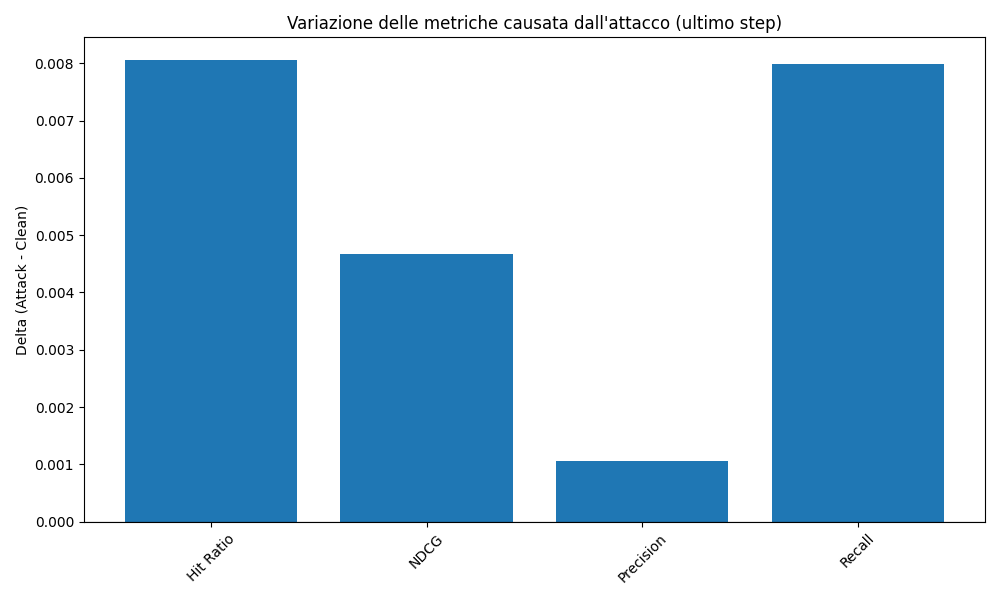 Variazione delle metriche causata dall'attacco (ultimo step)
Delta (Attack - Clean)
0.008
0.007
0.006
0.005
0.004
0.003
0.002
0.001
0.000
Hit Ratio
NDCG
Precision
Recall